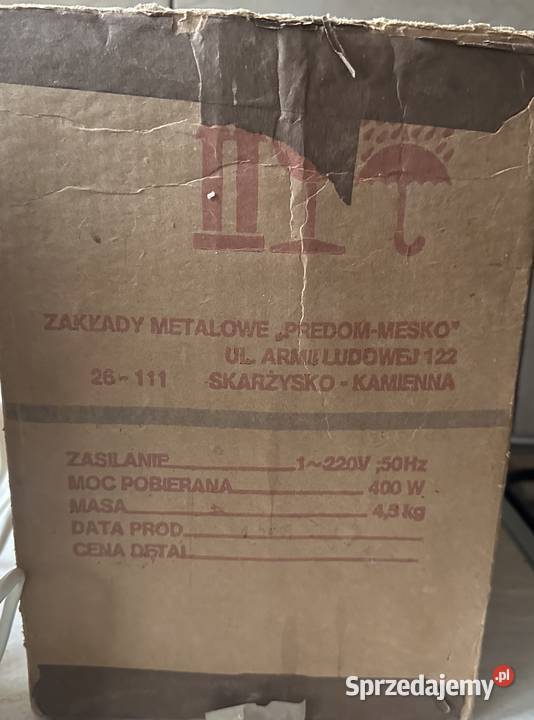 ZAKŁADY METALOWE „PREDOM-MESKO"
UL. ARMII LUDOWEJ 122
26-111 SKARŻYSKO - KAMIENNA
ZASILANIE 1~220V ;50Hz
MOC POBIERANA 400 W
MASA 4,5 kg
DATA PROD.
CENA DETAL.
Sprzedajemy.pl